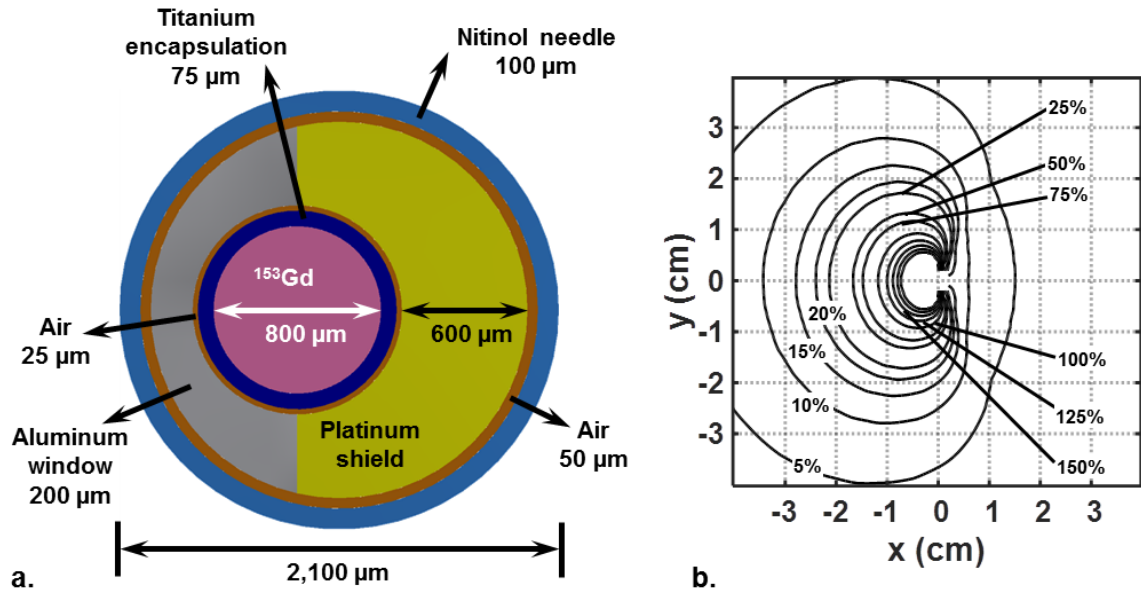 Titanium
encapsulation
75 µm
Nitinol needle
100 µm
¹⁵³Gd
800 µm
600 µm
Air
25 µm
Aluminum
window
200 µm
Platinum
shield
Air
50 µm
2,100 µm
a.
y (cm)
3
2
1
0
-1
-2
-3
25%
50%
75%
20%
15%
10%
5%
100%
125%
150%
-3 -2 -1 0 1 2 3
x (cm)
b.